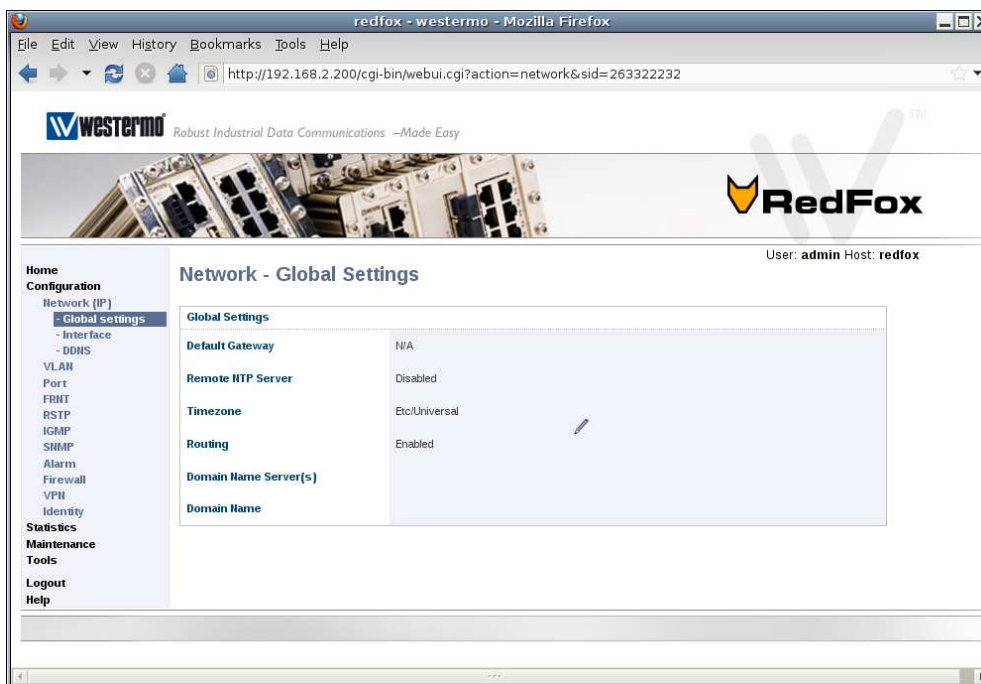 redfox - westermo - Mozilla Firefox
File Edit View History Bookmarks Tools Help
http://192.168.2.200/cgi-bin/webui.cgi?action=network&sid=263322232
westermo Robust Industrial Data Communications –Made Easy
TM
RedFox
User: admin Host: redfox
Home
Configuration
Network (IP)
- Global settings
- Interface
- DDNS
VLAN
Port
FRNT
RSTP
IGMP
SNMP
Alarm
Firewall
VPN
Identity
Statistics
Maintenance
Tools
Logout
Help
Network - Global Settings
Global Settings
Default Gateway N/A
Remote NTP Server Disabled
Timezone Etc/Universal
Routing Enabled
Domain Name Server(s)
Domain Name